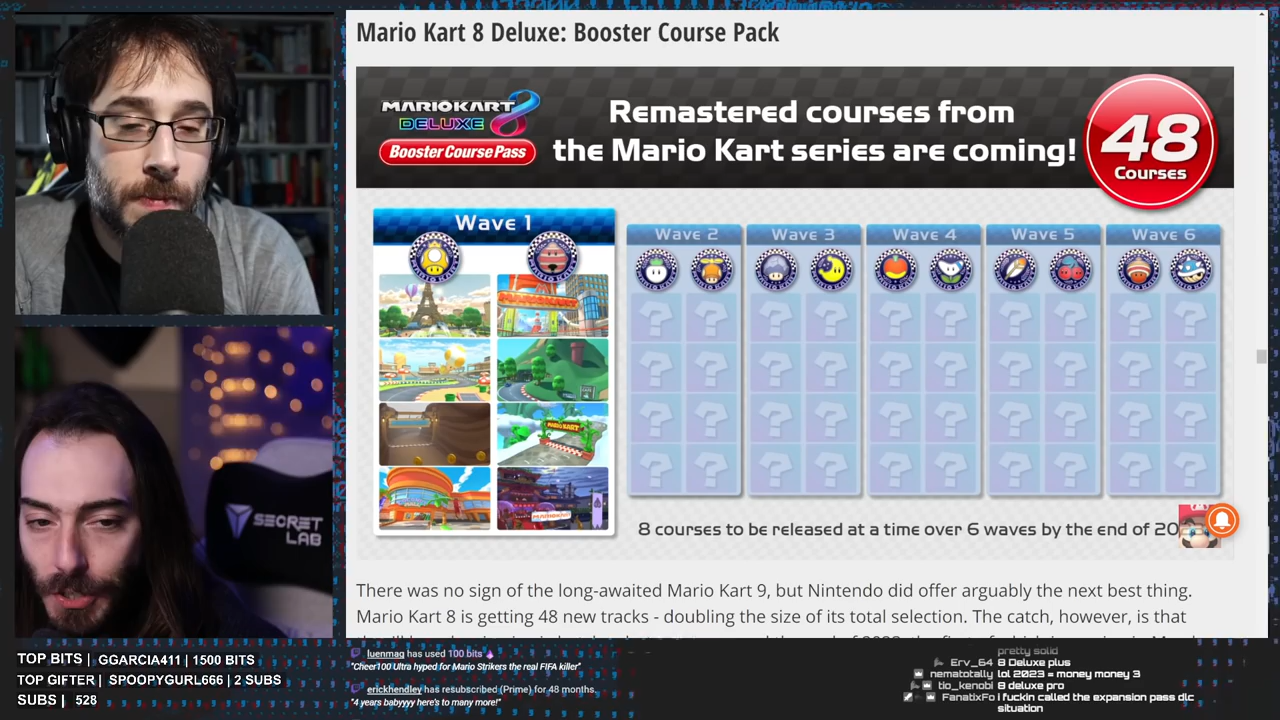 Mario Kart 8 Deluxe: Booster Course Pack
MARIOKART 8
DELUXE
Booster Course Pass
Remastered courses from
the Mario Kart series are coming!
48
Courses
Wave 1
Wave 2
Wave 3
Wave 4
Wave 5
Wave 6
8 courses to be released at a time over 6 waves by the end of 20
There was no sign of the long-awaited Mario Kart 9, but Nintendo did offer arguably the next best thing.
Mario Kart 8 is getting 48 new tracks - doubling the size of its total selection. The catch, however, is that
SECRET
LAB
TOP BITS | GGARCIA411 | 1500 BITS
TOP GIFTER | SPOOPYGURL666 | 2 SUBS
SUBS | 528
luenmag has used 100 bits
"Cheer100 Ultra hyped for Mario Strikers the real FIFA killer"
erickhendley has resubscribed (Prime) for 48 months.
"4 years babyyyy here's to many more!"
pretty solid
Erv_64 8 Deluxe plus
nematotally lol 2023 = money money 3
tio_kenobi 8 deluxe pro
FanatixFo i fuckin called the expansion pass dlc
situation